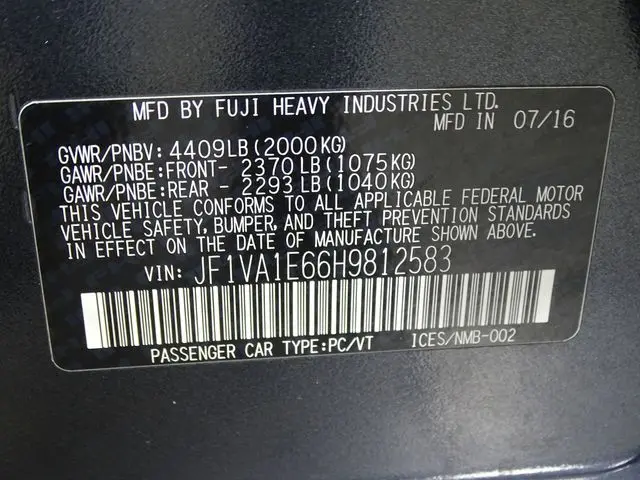 MFD BY FUJI HEAVY INDUSTRIES LTD.
MFD IN 07/16
GVWR/PNBV: 4409LB(2000KG)
GAWR/PNBE:FRONT- 2370LB(1075KG)
GAWR/PNBE:REAR - 2293LB(1040KG)
THIS VEHICLE CONFORMS TO ALL APPLICABLE FEDERAL MOTOR
VEHICLE SAFETY, BUMPER, AND THEFT PREVENTION STANDARDS
IN EFFECT ON THE DATE OF MANUFACTURE SHOWN ABOVE.
VIN: JF1VA1E66H9812583
PASSENGER CAR TYPE:PC/VT ICES/NMB-002